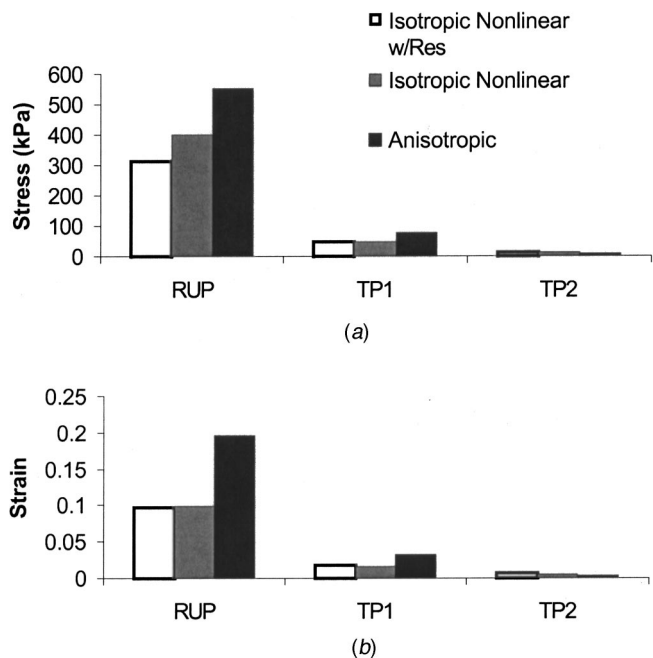 Isotropic Nonlinear
w/Res
Isotropic Nonlinear
Anisotropic
Stress (kPa)
600
500
400
300
200
100
0
RUP TP1 TP2
(a)
Strain
0.25
0.2
0.15
0.1
0.05
0
RUP TP1 TP2
(b)